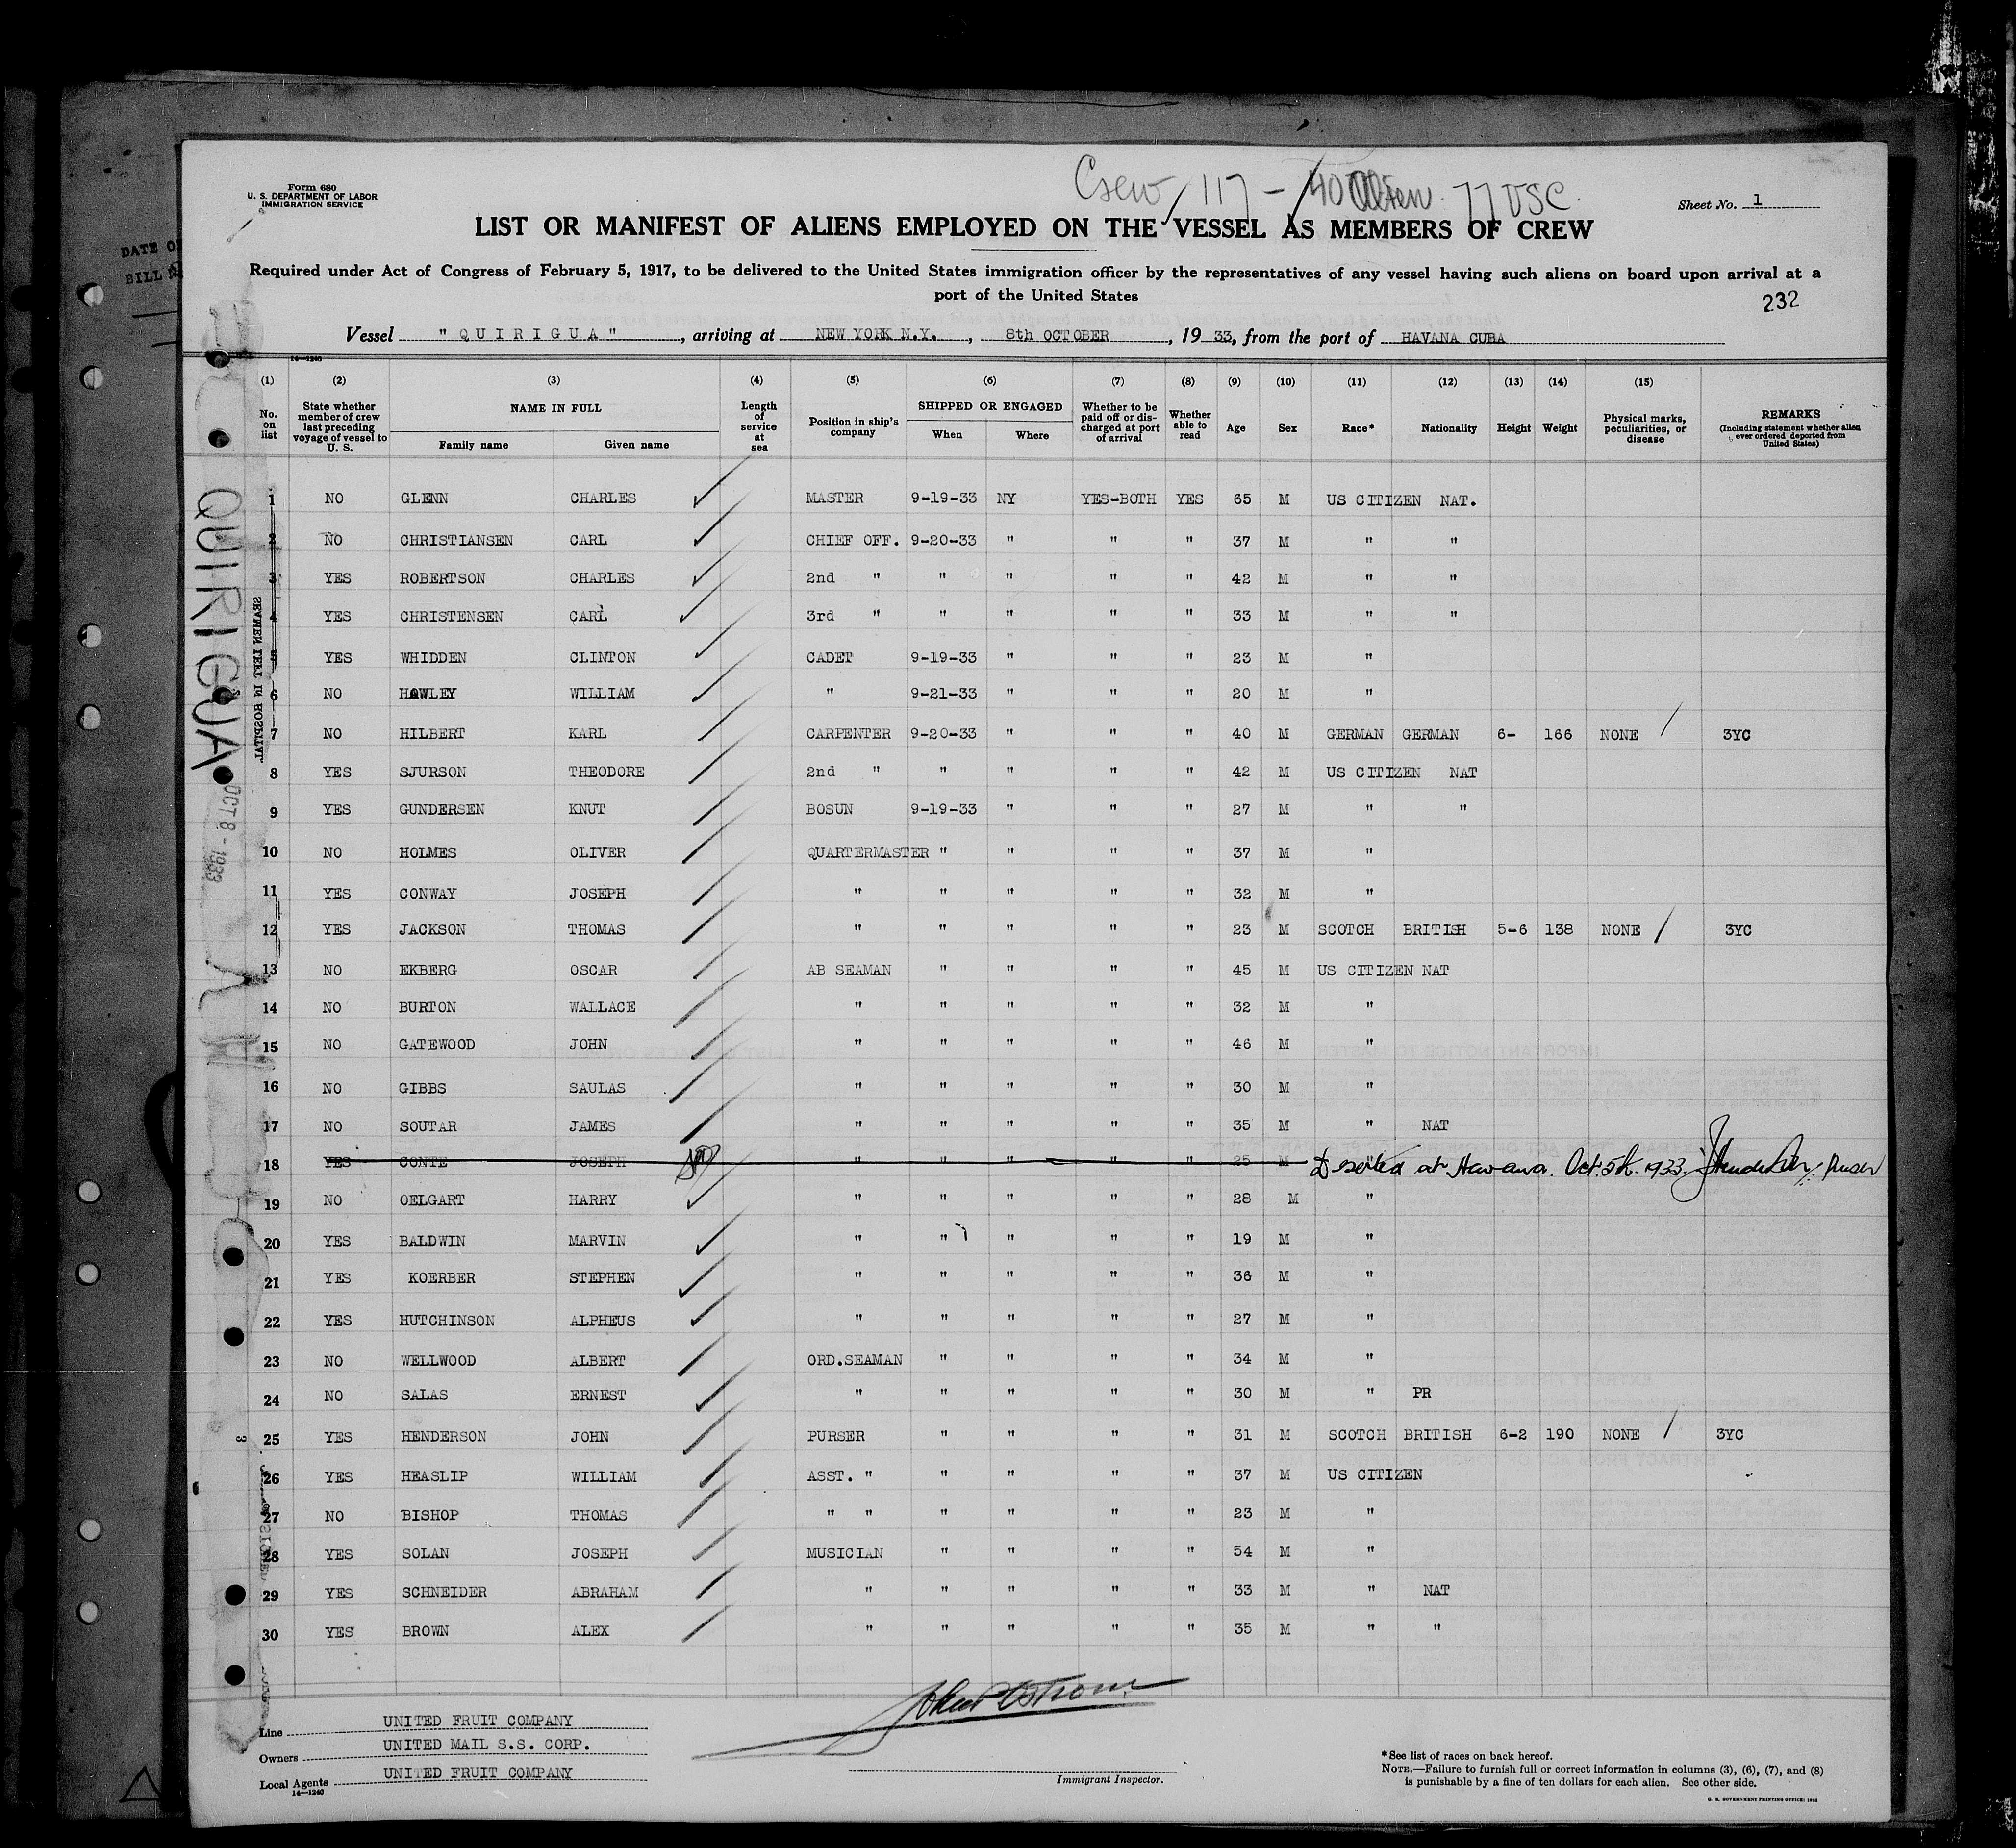 Crew 117 - 40 Alien. 77 USC.
Form 680
U. S. DEPARTMENT OF LABOR
IMMIGRATION SERVICE
Sheet No. 1
LIST OR MANIFEST OF ALIENS EMPLOYED ON THE VESSEL AS MEMBERS OF CREW
Required under Act of Congress of February 5, 1917, to be delivered to the United States immigration officer by the representatives of any vessel having such aliens on board upon arrival at a
port of the United States
232
Vessel "QUIRIGUA", arriving at NEW YORK N.Y., 8th OCTOBER, 1933, from the port of HAVANA CUBA
14—1240
(1) (2) (3) (4) (5) (6) (7) (8) (9) (10) (11) (12) (13) (14) (15)
No. on list State whether member of crew last preceding voyage of vessel to U. S. NAME IN FULL Family name Given name Length of service at sea Position in ship's company SHIPPED OR ENGAGED When Where Whether to be paid off or discharged at port of arrival Whether able to read Age Sex Race* Nationality Height Weight Physical marks, peculiarities, or disease REMARKS (Including statement whether alien ever ordered deported from United States)
1 NO GLENN CHARLES MASTER 9-19-33 NY YES-BOTH YES 65 M US CITIZEN NAT.
2 NO CHRISTIANSEN CARL CHIEF OFF. 9-20-33 " " " 37 M " "
3 YES ROBERTSON CHARLES 2nd " " " " " 42 M " "
4 YES CHRISTENSEN CARL 3rd " " " " " 33 M " "
5 YES WHIDDEN CLINTON CADET 9-19-33 " " " 23 M "
6 NO HAWLEY WILLIAM " 9-21-33 " " " 20 M "
7 NO HILBERT KARL CARPENTER 9-20-33 " " " 40 M GERMAN GERMAN 6- 166 NONE / 3YC
8 YES SJURSON THEODORE 2nd " " " " " 42 M US CITIZEN NAT
9 YES GUNDERSEN KNUT BOSUN 9-19-33 " " " 27 M " "
10 NO HOLMES OLIVER QUARTERMASTER " " " " 37 M "
11 YES CONWAY JOSEPH " " " " " 32 M "
12 YES JACKSON THOMAS " " " " " 23 M SCOTCH BRITISH 5-6 138 NONE / 3YC
13 NO EKBERG OSCAR AB SEAMAN " " " " 45 M US CITIZEN NAT
14 NO BURTON WALLACE " " " " " 32 M "
15 NO GATEWOOD JOHN " " " " " 46 M "
16 NO GIBBS SAULAS " " " " " 30 M "
17 NO SOUTAR JAMES " " " " " 35 M " NAT
18 YES CONTE JOSEPH " " " " " 25 M " Deserted at Havana. Oct. 5th. 1933. Purser
19 NO OELGART HARRY " " " " " 28 M "
20 YES BALDWIN MARVIN " " " " " 19 M "
21 YES KOERBER STEPHEN " " " " " 36 M "
22 YES HUTCHINSON ALPHEUS " " " " " 27 M "
23 NO WELLWOOD ALBERT ORD.SEAMAN " " " " 34 M "
24 NO SALAS ERNEST " " " " " 30 M " PR
25 YES HENDERSON JOHN PURSER " " " " 31 M SCOTCH BRITISH 6-2 190 NONE / 3YC
26 YES HEASLIP WILLIAM ASST. " " " " " 37 M US CITIZEN
27 NO BISHOP THOMAS " " " " " " 23 M "
28 YES SOLAN JOSEPH MUSICIAN " " " " 54 M "
29 YES SCHNEIDER ABRAHAM " " " " " 33 M " NAT
30 YES BROWN ALEX " " " " " 35 M " "
QUIRIGUA
SEAMEN LEFT IN HOSPITAL
OCT 8 - 1933
DATE O
BILL N
Line UNITED FRUIT COMPANY
Owners UNITED MAIL S.S. CORP.
Local Agents UNITED FRUIT COMPANY
14—1240
Immigrant Inspector.
*See list of races on back hereof.
NOTE.—Failure to furnish full or correct information in columns (3), (6), (7), and (8)
is punishable by a fine of ten dollars for each alien. See other side.
U. S. GOVERNMENT PRINTING OFFICE: 1932